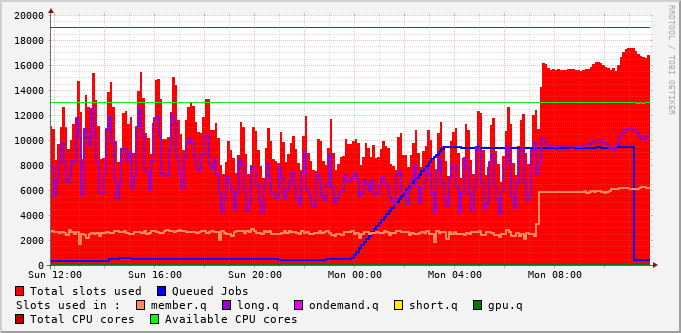 20000
18000
16000
14000
12000
10000
8000
6000
4000
2000
0
Sun 12:00 Sun 16:00 Sun 20:00 Mon 00:00 Mon 04:00 Mon 08:00
Total slots used Queued Jobs
Slots used in : member.q long.q ondemand.q short.q gpu.q
Total CPU cores Available CPU cores
RRDTOOL / TOBI OETIKER